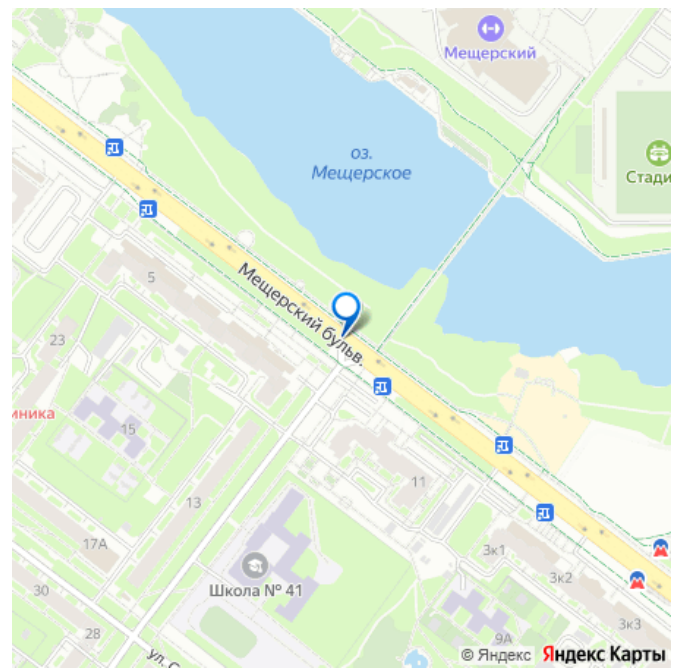 Мещерский
оз.
Мещерское
Стади
5
Мещерский бульв.
23
иника
15
11
13
17А
3к1
3к2
Школа № 41
30
28
9А
3к3
ул. С
© Яндекс Яндекс Карты